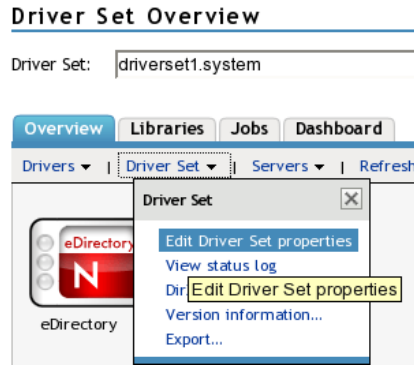 Driver Set Overview
Driver Set: driverset1.system
Overview Libraries Jobs Dashboard
Drivers | Driver Set | Servers | Refresh
Driver Set
eDirectory
N
eDirectory
Edit Driver Set properties
View status log
Dir
Edit Driver Set properties
Version information...
Export...